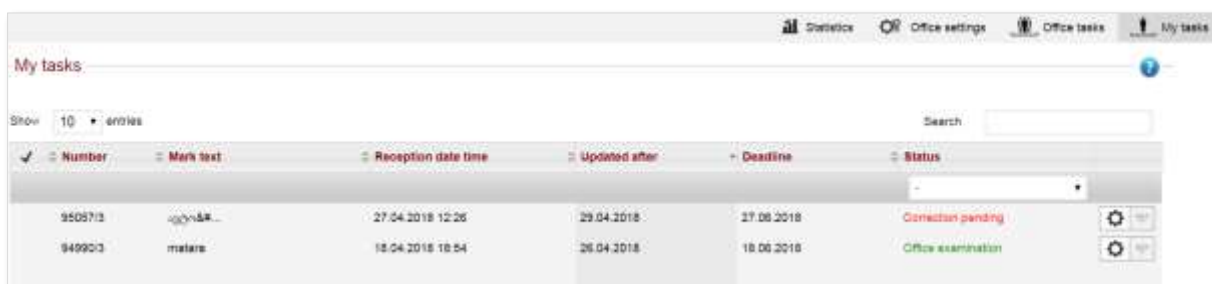 Statistics Office settings Office tasks My tasks
My tasks
Show 10 entries Search
Number Mark text Reception date time Updated after Deadline Status
-
95087/3 27.04.2018 12:26 29.04.2018 27.06.2018 Correction pending
94990/3 matara 18.04.2018 18:54 26.04.2018 18.06.2018 Office examination